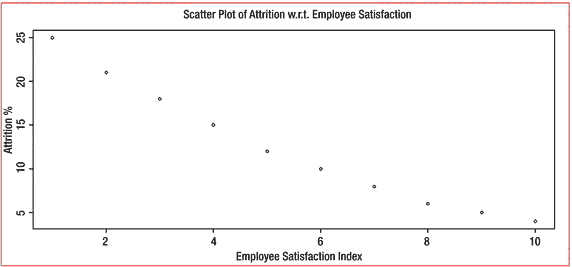 Scatter Plot of Attrition w.r.t. Employee Satisfaction
Attrition %
25
20
15
10
5
2 4 6 8 10
Employee Satisfaction Index